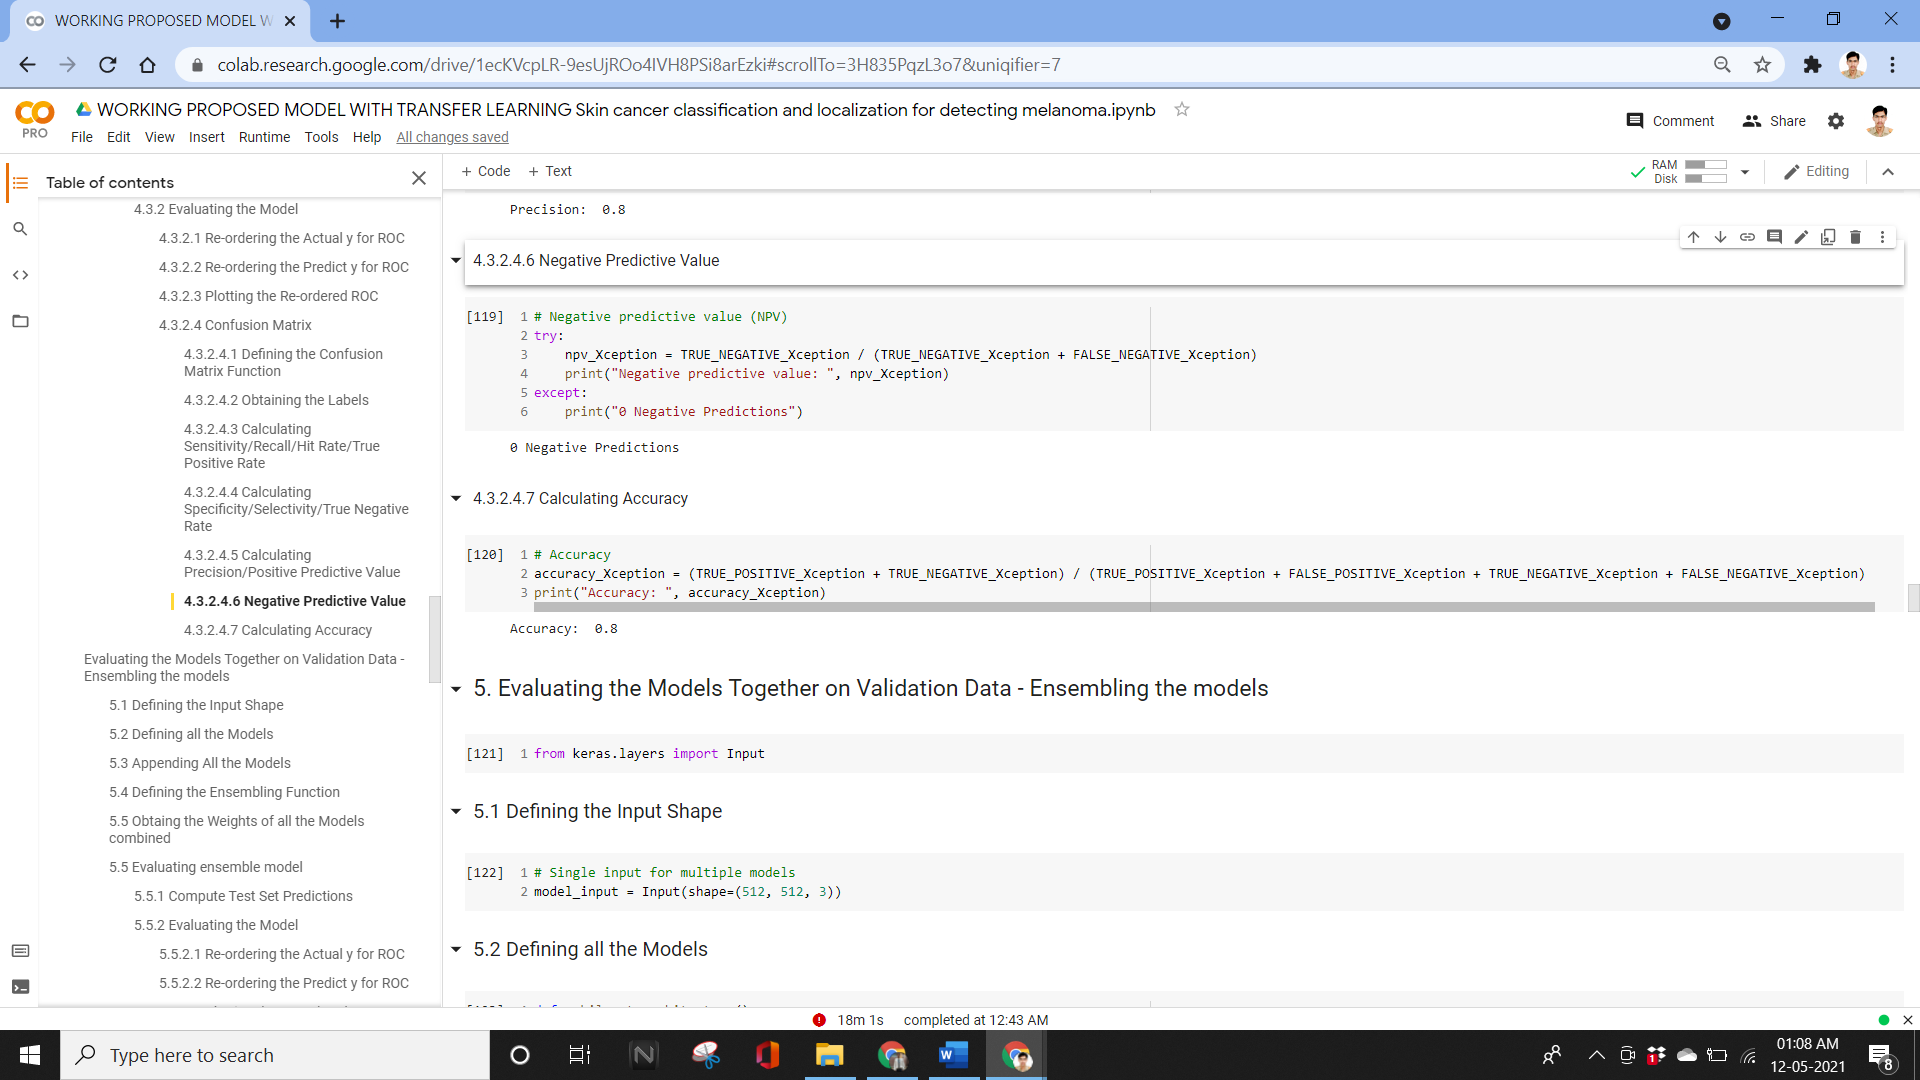 WORKING PROPOSED MODEL W
colab.research.google.com/drive/1ecKVcpLR-9esUjROo4IVH8PSi8arEzki#scrollTo=3H835PqzL3o7&uniqifier=7
PRO
WORKING PROPOSED MODEL WITH TRANSFER LEARNING Skin cancer classification and localization for detecting melanoma.ipynb
File Edit View Insert Runtime Tools Help All changes saved
Comment Share
Table of contents
4.3.2 Evaluating the Model
4.3.2.1 Re-ordering the Actual y for ROC
4.3.2.2 Re-ordering the Predict y for ROC
4.3.2.3 Plotting the Re-ordered ROC
4.3.2.4 Confusion Matrix
4.3.2.4.1 Defining the Confusion
Matrix Function
4.3.2.4.2 Obtaining the Labels
4.3.2.4.3 Calculating
Sensitivity/Recall/Hit Rate/True
Positive Rate
4.3.2.4.4 Calculating
Specificity/Selectivity/True Negative
Rate
4.3.2.4.5 Calculating
Precision/Positive Predictive Value
4.3.2.4.6 Negative Predictive Value
4.3.2.4.7 Calculating Accuracy
Evaluating the Models Together on Validation Data -
Ensembling the models
5.1 Defining the Input Shape
5.2 Defining all the Models
5.3 Appending All the Models
5.4 Defining the Ensembling Function
5.5 Obtaing the Weights of all the Models
combined
5.5 Evaluating ensemble model
5.5.1 Compute Test Set Predictions
5.5.2 Evaluating the Model
5.5.2.1 Re-ordering the Actual y for ROC
5.5.2.2 Re-ordering the Predict y for ROC
+ Code + Text
RAM
Disk
Editing
Precision:  0.8
4.3.2.4.6 Negative Predictive Value
[119] 1 # Negative predictive value (NPV)
2 try:
3     npv_Xception = TRUE_NEGATIVE_Xception / (TRUE_NEGATIVE_Xception + FALSE_NEGATIVE_Xception)
4     print("Negative predictive value: ", npv_Xception)
5 except:
6     print("0 Negative Predictions")
0 Negative Predictions
4.3.2.4.7 Calculating Accuracy
[120] 1 # Accuracy
2 accuracy_Xception = (TRUE_POSITIVE_Xception + TRUE_NEGATIVE_Xception) / (TRUE_POSITIVE_Xception + FALSE_POSITIVE_Xception + TRUE_NEGATIVE_Xception + FALSE_NEGATIVE_Xception)
3 print("Accuracy: ", accuracy_Xception)
Accuracy:  0.8
5. Evaluating the Models Together on Validation Data - Ensembling the models
[121] 1 from keras.layers import Input
5.1 Defining the Input Shape
[122] 1 # Single input for multiple models
2 model_input = Input(shape=(512, 512, 3))
5.2 Defining all the Models
18m 1s completed at 12:43 AM
Type here to search
01:08 AM
12-05-2021
8